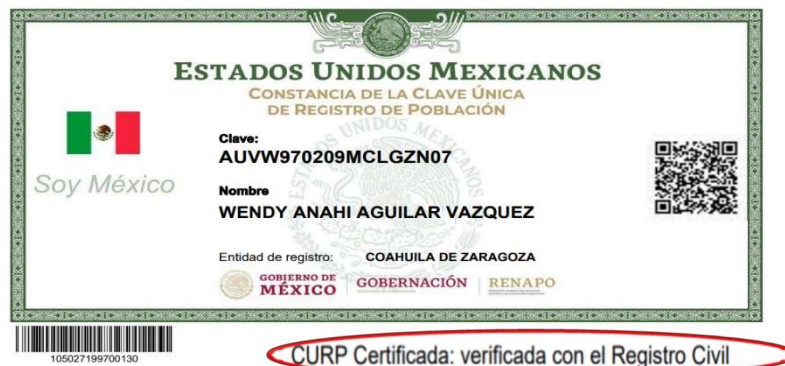 ESTADOS UNIDOS MEXICANOS
CONSTANCIA DE LA CLAVE ÚNICA
DE REGISTRO DE POBLACIÓN
Soy México
Clave:
AUVW970209MCLGZN07
Nombre
WENDY ANAHI AGUILAR VAZQUEZ
Entidad de registro: COAHUILA DE ZARAGOZA
GOBIERNO DE MÉXICO GOBERNACIÓN RENAPO
105027199700130
CURP Certificada: verificada con el Registro Civil